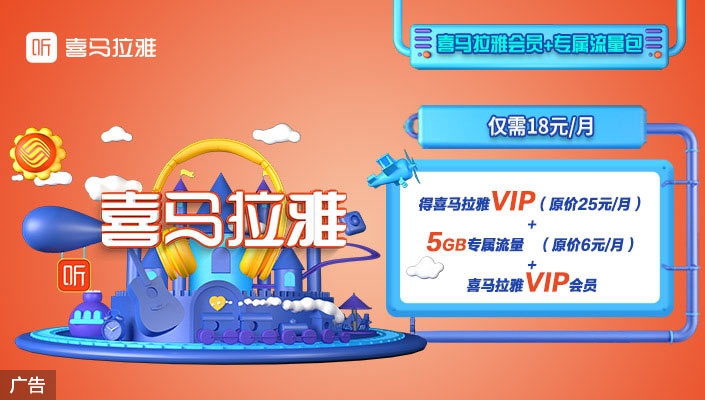 听 喜马拉雅
喜马拉雅会员+专属流量包
仅需18元/月
得喜马拉雅VIP（原价25元/月）
+
5GB专属流量 （原价6元/月）
+
喜马拉雅VIP会员
喜马拉雅
听
广告